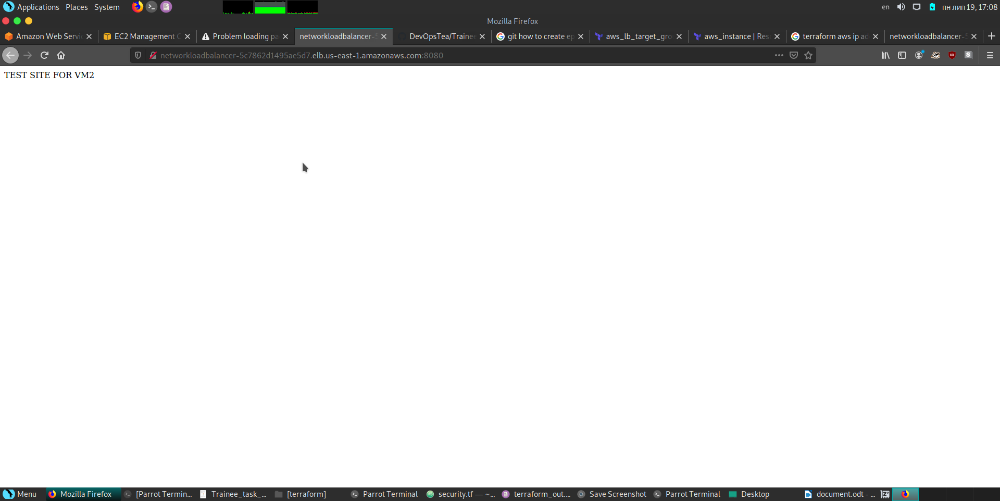 Applications Places System en пн лип 19, 17:08
Mozilla Firefox
Amazon Web Servi EC2 Management C Problem loading pa networkloadbalancer-5 DevOpsTea/Trainee git how to create ep aws_lb_target_gro aws_instance | Res terraform aws ip ad networkloadbalancer-5
networkloadbalancer-5c7862d1495ae5d7.elb.us-east-1.amazonaws.com:8080
TEST SITE FOR VM2
Menu Mozilla Firefox [Parrot Termin... Trainee_task_... [terraform] Parrot Terminal security.tf — ~... terraform_out.... Save Screenshot Parrot Terminal Desktop document.odt - ...